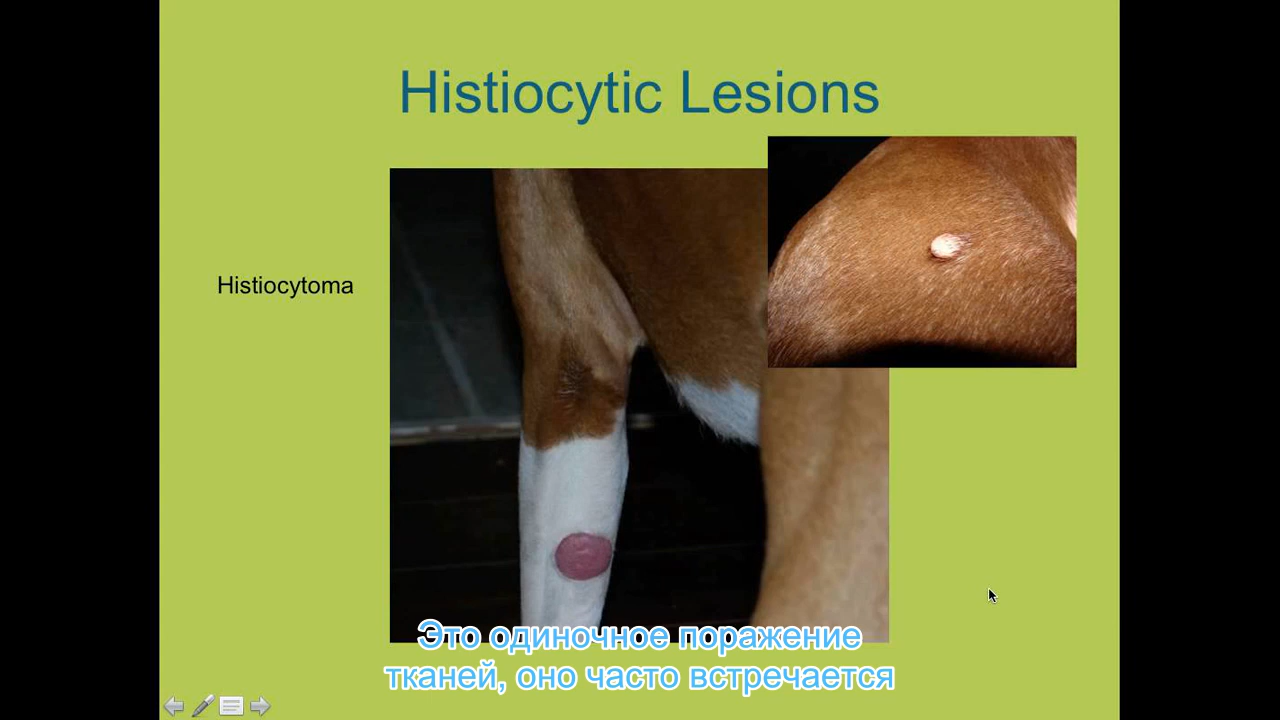 Histiocytic Lesions
Histiocytoma
Это одиночное поражение
тканей, оно часто встречается